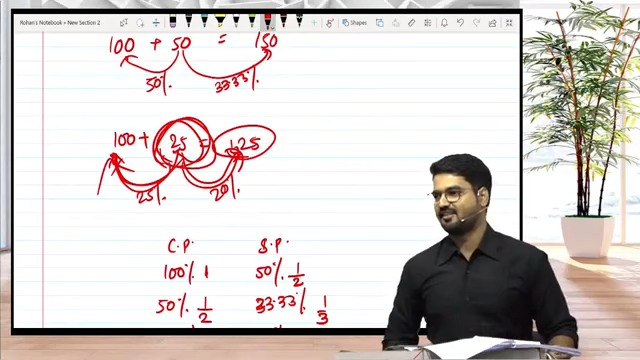 Rohan's Notebook » New Section 2
Shapes
100 + 50 = 150
50% 33.33%
100 + 25 = 125
25% 20%
C.P. S.P.
100% 1 50% 1/2
50% 1/2 33.33% 1/3